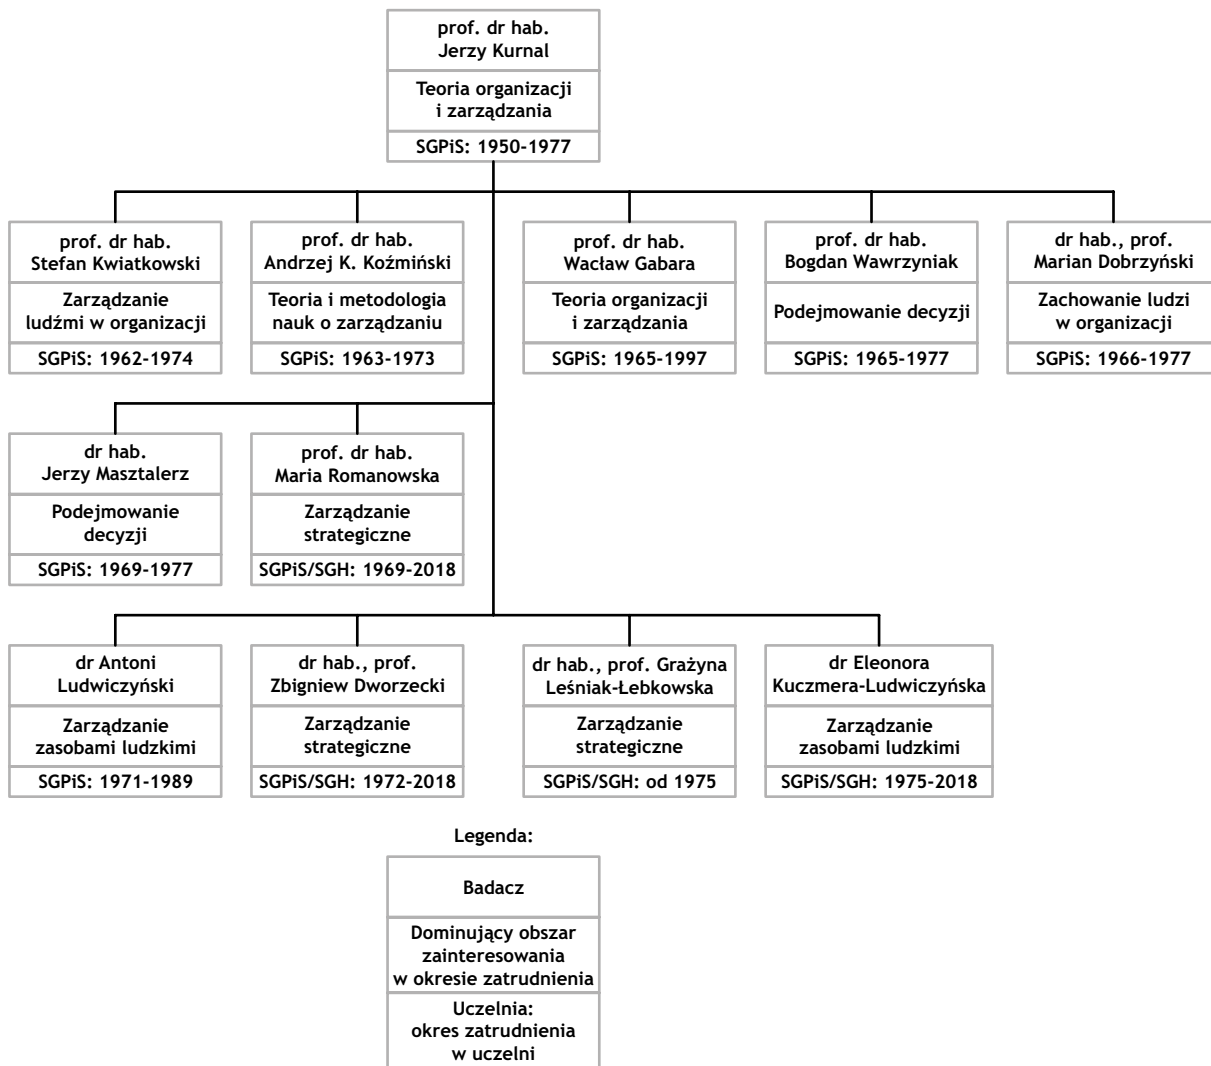 prof. dr hab.
Jerzy Kurnal
Teoria organizacji
i zarządzania
SGPiS: 1950-1977
prof. dr hab.
Stefan Kwiatkowski
Zarządzanie
ludźmi w organizacji
SGPiS: 1962-1974
prof. dr hab.
Andrzej K. Koźmiński
Teoria i metodologia
nauk o zarządzaniu
SGPiS: 1963-1973
prof. dr hab.
Wacław Gabara
Teoria organizacji
i zarządzania
SGPiS: 1965-1997
prof. dr hab.
Bogdan Wawrzyniak
Podejmowanie decyzji
SGPiS: 1965-1977
dr hab., prof.
Marian Dobrzyński
Zachowanie ludzi
w organizacji
SGPiS: 1966-1977
dr hab.
Jerzy Masztalerz
Podejmowanie
decyzji
SGPiS: 1969-1977
prof. dr hab.
Maria Romanowska
Zarządzanie
strategiczne
SGPiS/SGH: 1969-2018
dr Antoni
Ludwiczyński
Zarządzanie
zasobami ludzkimi
SGPiS: 1971-1989
dr hab., prof.
Zbigniew Dworzecki
Zarządzanie
strategiczne
SGPiS/SGH: 1972-2018
dr hab., prof. Grażyna
Leśniak-Łebkowska
Zarządzanie
strategiczne
SGPiS/SGH: od 1975
dr Eleonora
Kuczmera-Ludwiczyńska
Zarządzanie
zasobami ludzkimi
SGPiS/SGH: 1975-2018
Legenda:
Badacz
Dominujący obszar
zainteresowania
w okresie zatrudnienia
Uczelnia:
okres zatrudnienia
w uczelni